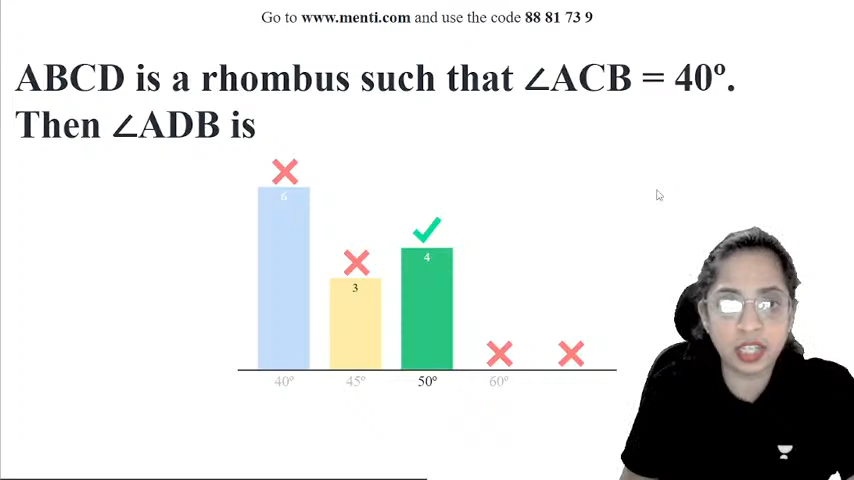 Go to www.menti.com and use the code 88 81 73 9
ABCD is a rhombus such that ∠ACB = 40º.
Then ∠ADB is
6
3
4
40º
45º
50º
60º